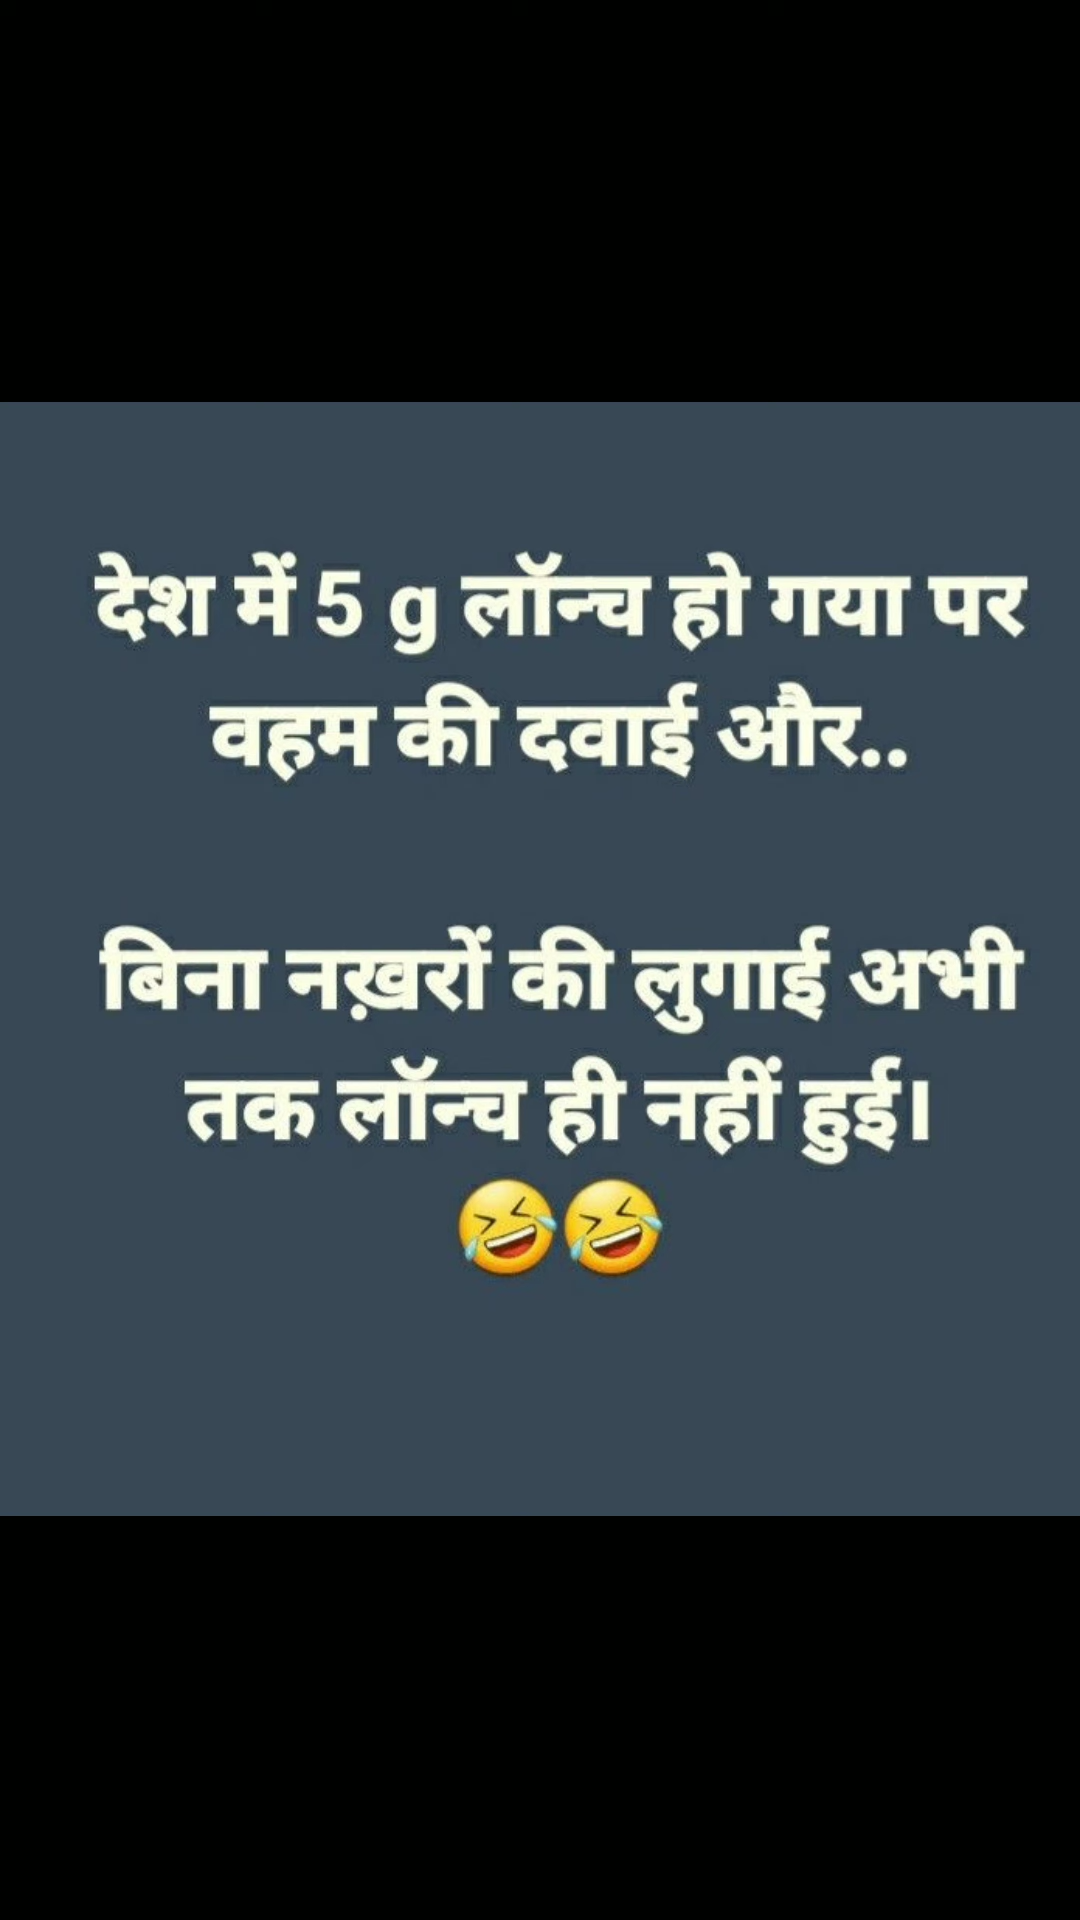 देश में 5 g लॉन्च हो गया पर
वहम की दवाई और..
बिना नख़रों की लुगाई अभी
तक लॉन्च ही नहीं हुई।
🤣🤣